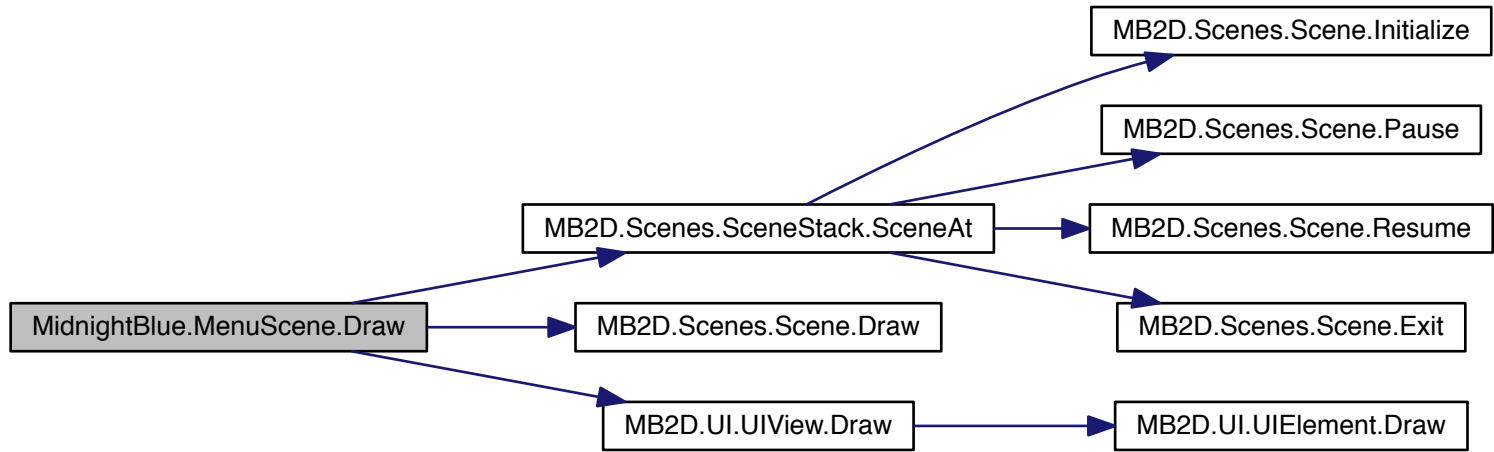 MB2D.Scenes.Scene.Initialize
MB2D.Scenes.Scene.Pause
MB2D.Scenes.SceneStack.SceneAt
MB2D.Scenes.Scene.Resume
MidnightBlue.MenuScene.Draw
MB2D.Scenes.Scene.Draw
MB2D.Scenes.Scene.Exit
MB2D.UI.UIView.Draw
MB2D.UI.UIElement.Draw